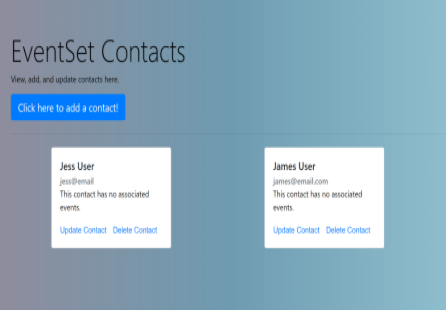 EventSet Contacts
View, add, and update contacts here.
Click here to add a contact!
Jess User
jess@email
This contact has no associated
events.
Update Contact Delete Contact
James User
james@email.com
This contact has no associated
events.
Update Contact Delete Contact